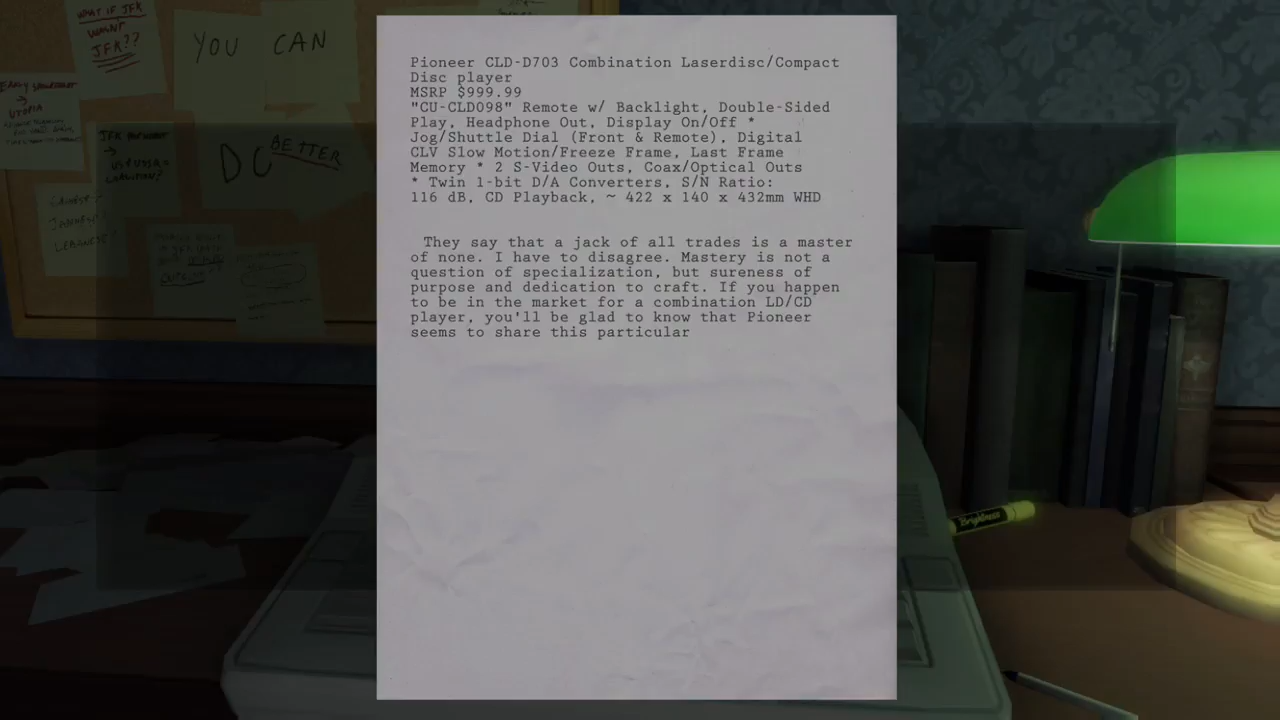 WHAT IF JFK
WANT
JFK??
YOU CAN
DO BETTER
UTOPIA
Pioneer CLD-D703 Combination Laserdisc/Compact
Disc player
MSRP $999.99
"CU-CLD098" Remote w/ Backlight, Double-Sided
Play, Headphone Out, Display On/Off *
Jog/Shuttle Dial (Front & Remote), Digital
CLV Slow Motion/Freeze Frame, Last Frame
Memory * 2 S-Video Outs, Coax/Optical Outs
* Twin 1-bit D/A Converters, S/N Ratio:
116 dB, CD Playback, ~ 422 x 140 x 432mm WHD
They say that a jack of all trades is a master
of none. I have to disagree. Mastery is not a
question of specialization, but sureness of
purpose and dedication to craft. If you happen
to be in the market for a combination LD/CD
player, you'll be glad to know that Pioneer
seems to share this particular
Brightness